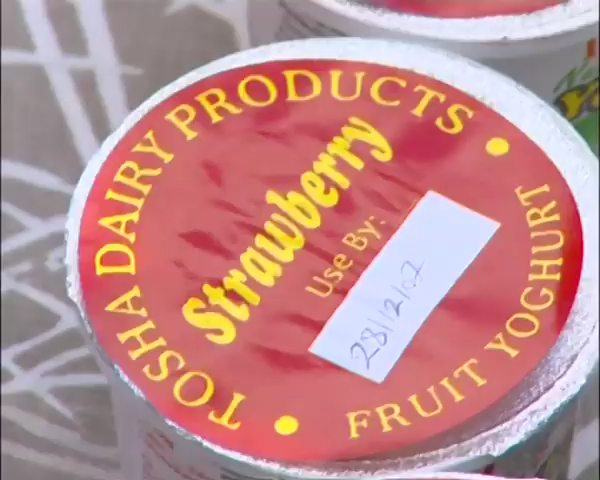 TOSHA DAIRY PRODUCTS
Strawberry
Use By:
28/12/02
FRUIT YOGHURT